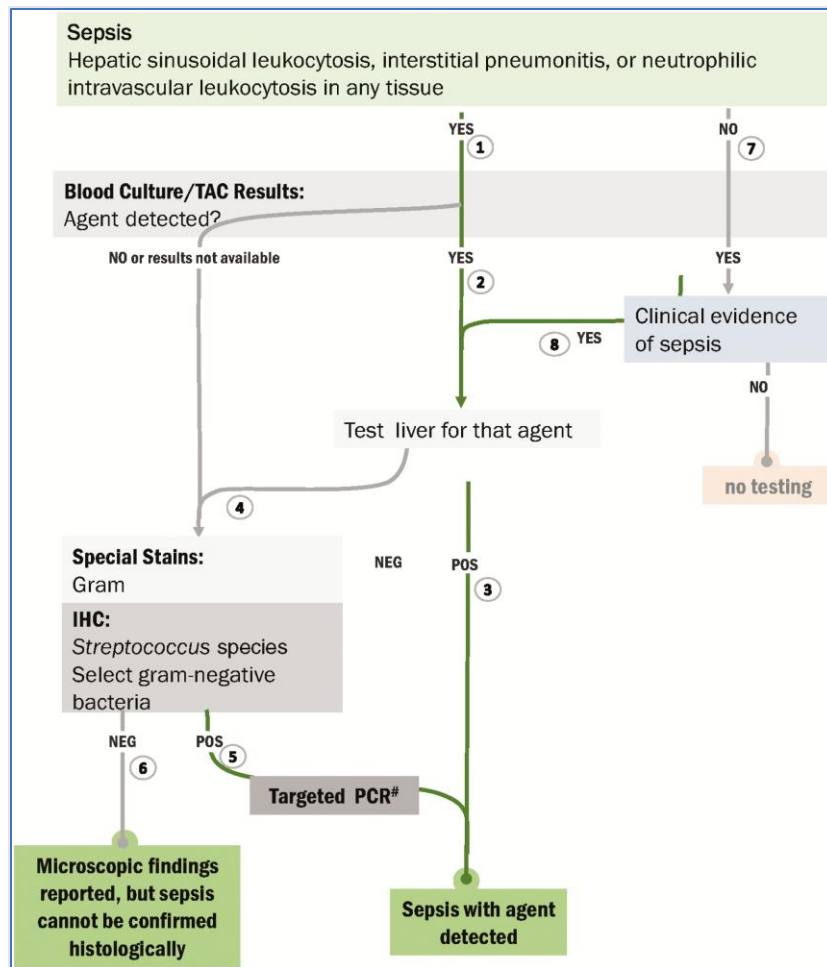 Sepsis
Hepatic sinusoidal leukocytosis, interstitial pneumonitis, or neutrophilic
intravascular leukocytosis in any tissue
YES
1
NO
7
Blood Culture/TAC Results:
Agent detected?
NO or results not available
YES
2
YES
8
YES
Clinical evidence
of sepsis
NO
Test liver for that agent
no testing
4
Special Stains:
Gram
NEG
POS
3
IHC:
Streptococcus species
Select gram-negative
bacteria
NEG
6
POS
5
Targeted PCR#
Microscopic findings
reported, but sepsis
cannot be confirmed
histologically
Sepsis with agent
detected